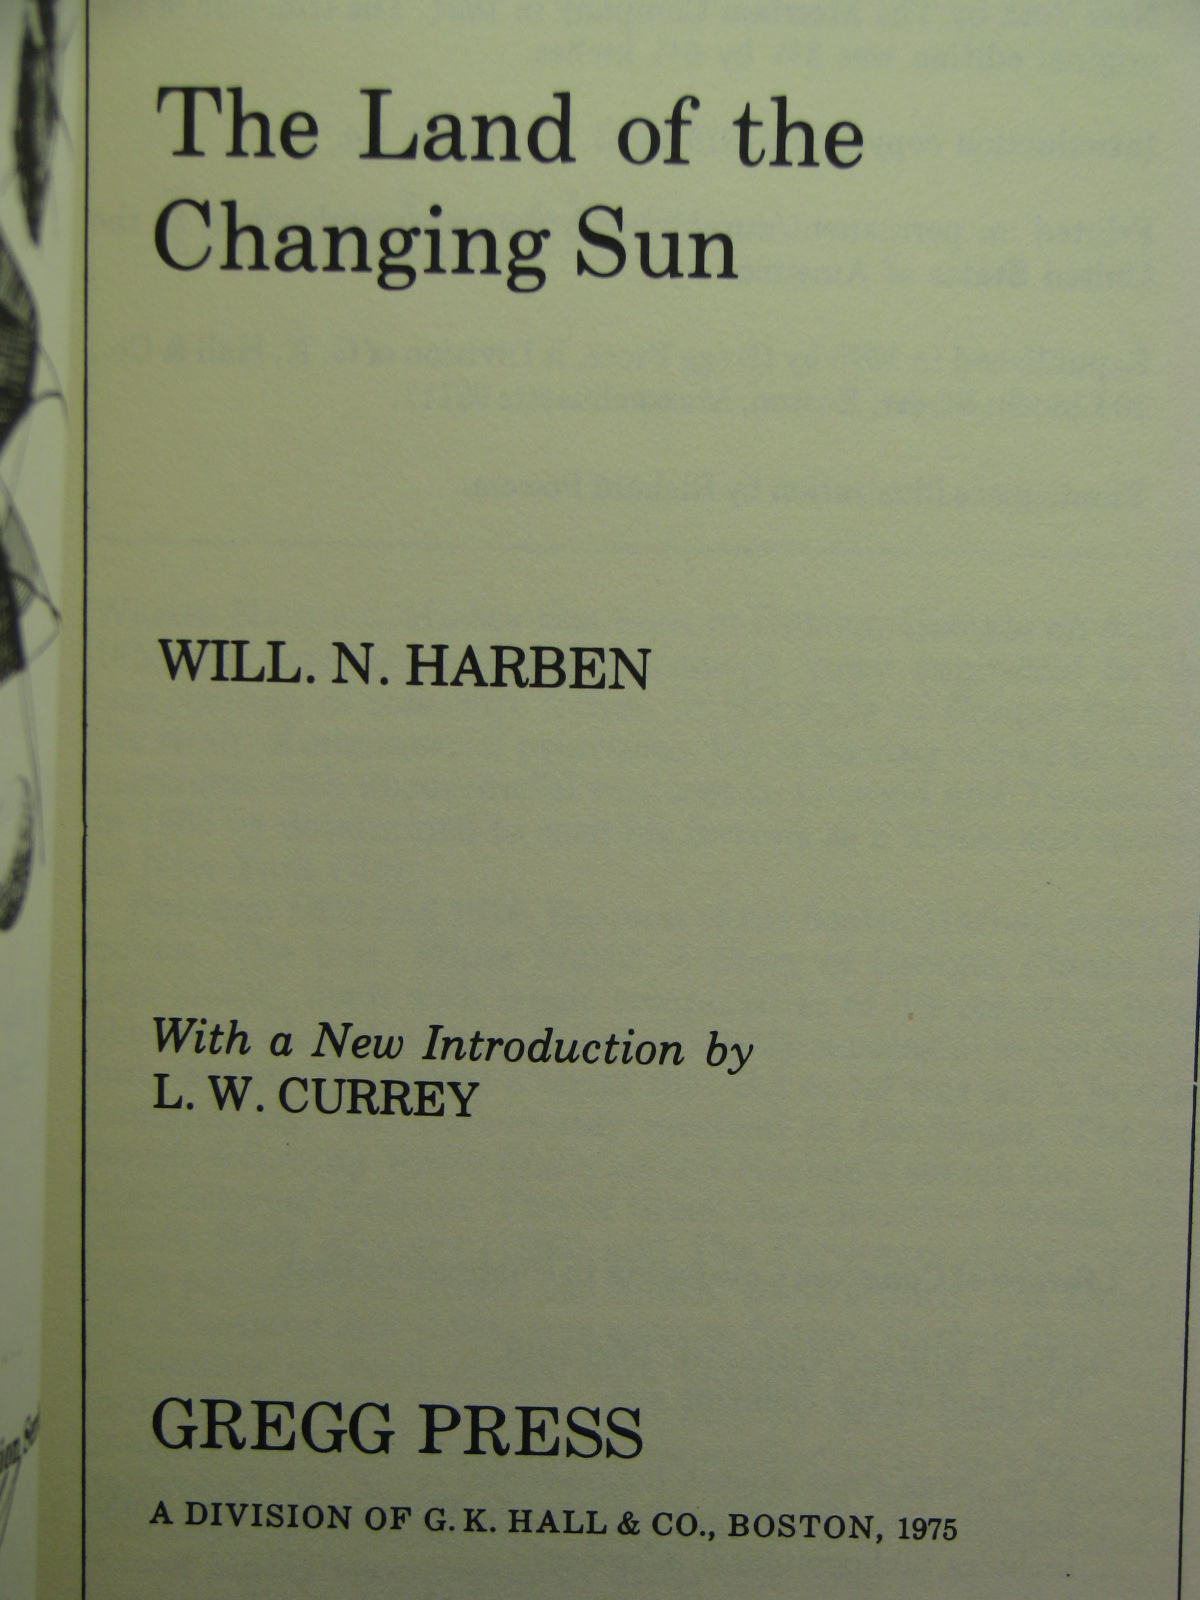 The Land of the
Changing Sun
WILL. N. HARBEN
With a New Introduction by
L. W. CURREY
GREGG PRESS
A DIVISION OF G. K. HALL & CO., BOSTON, 1975